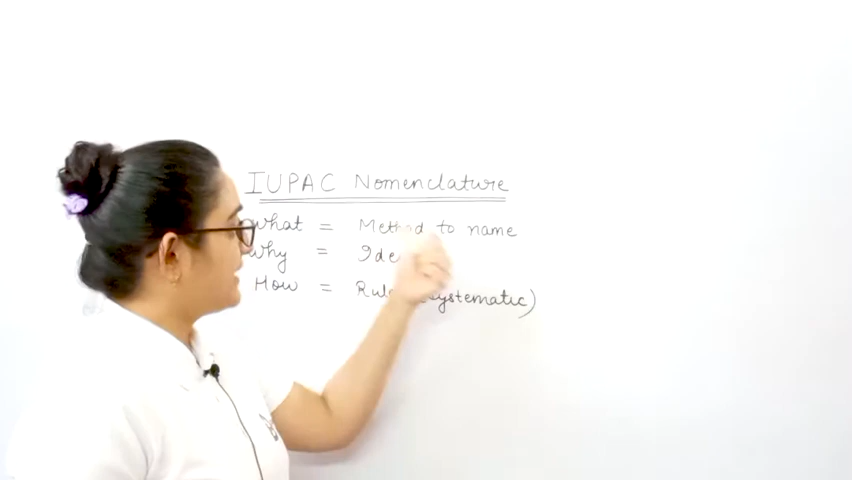 IUPAC Nomenclature
what = Method to name
why =
How = (systematic)